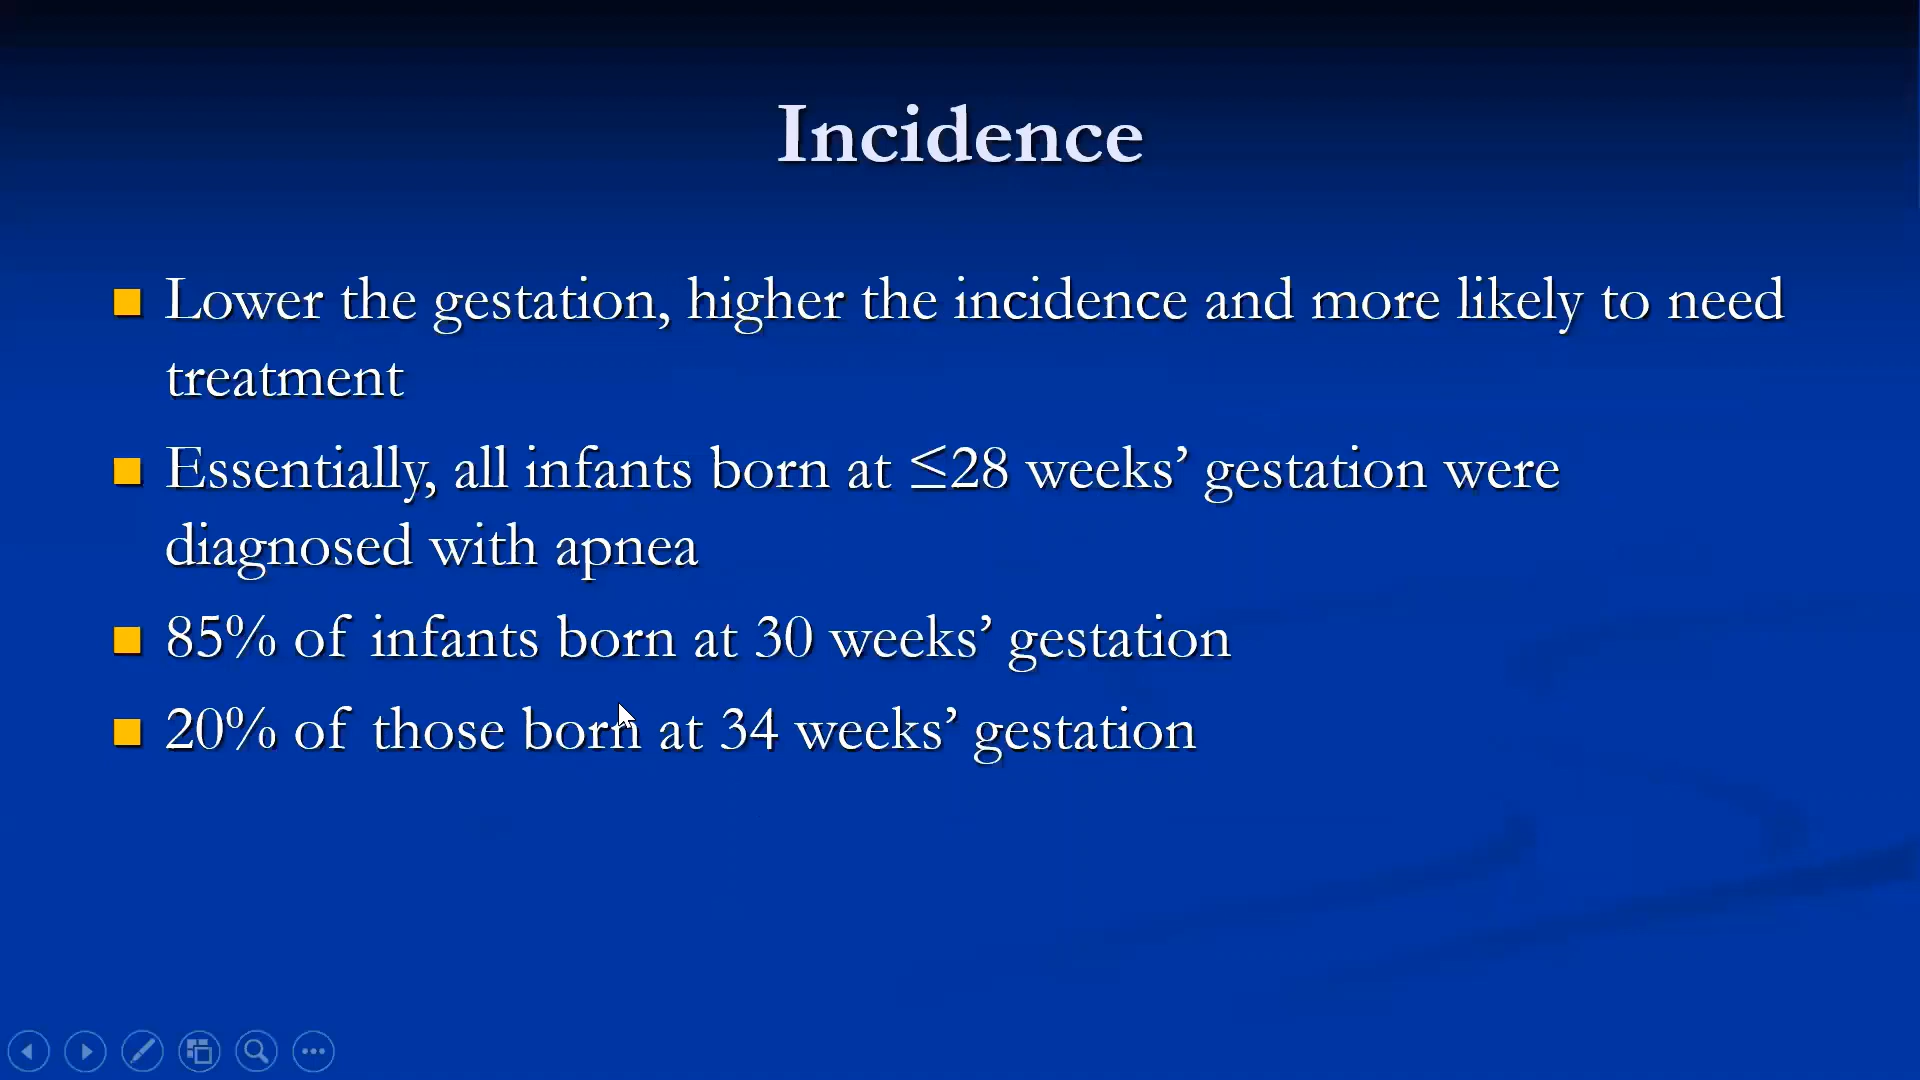 Incidence
Lower the gestation, higher the incidence and more likely to need
treatment
Essentially, all infants born at ≤28 weeks’ gestation were
diagnosed with apnea
85% of infants born at 30 weeks’ gestation
20% of those born at 34 weeks’ gestation